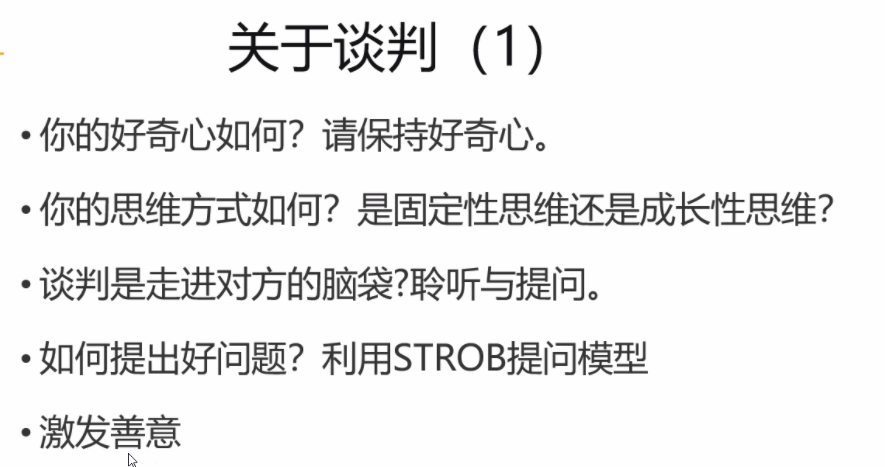 关于谈判（1）
• 你的好奇心如何？请保持好奇心。
• 你的思维方式如何？是固定性思维还是成长性思维？
• 谈判是走进对方的脑袋?聆听与提问。
• 如何提出好问题？利用STROB提问模型
• 激发善意